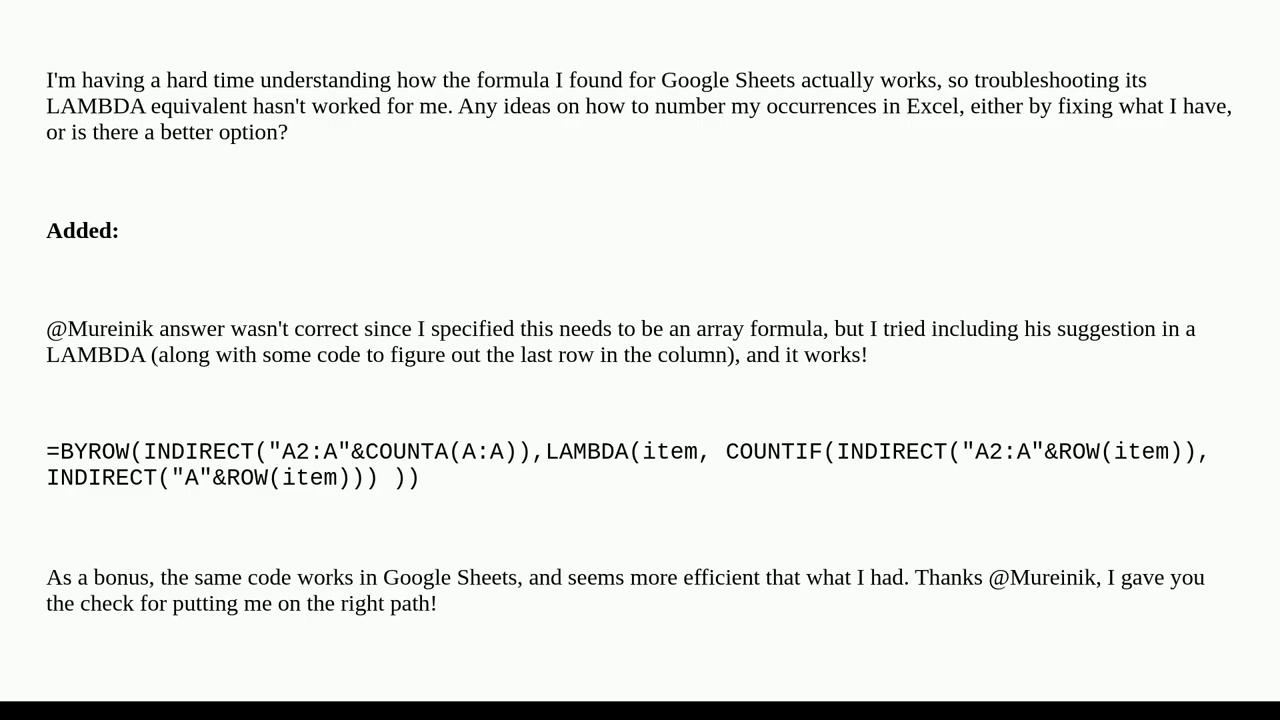 I'm having a hard time understanding how the formula I found for Google Sheets actually works, so troubleshooting its
LAMBDA equivalent hasn't worked for me. Any ideas on how to number my occurrences in Excel, either by fixing what I have,
or is there a better option?
Added:
@Mureinik answer wasn't correct since I specified this needs to be an array formula, but I tried including his suggestion in a
LAMBDA (along with some code to figure out the last row in the column), and it works!
=BYROW(INDIRECT("A2:A"&COUNTA(A:A)),LAMBDA(item, COUNTIF(INDIRECT("A2:A"&ROW(item)),
INDIRECT("A"&ROW(item))) ))
As a bonus, the same code works in Google Sheets, and seems more efficient that what I had. Thanks @Mureinik, I gave you
the check for putting me on the right path!